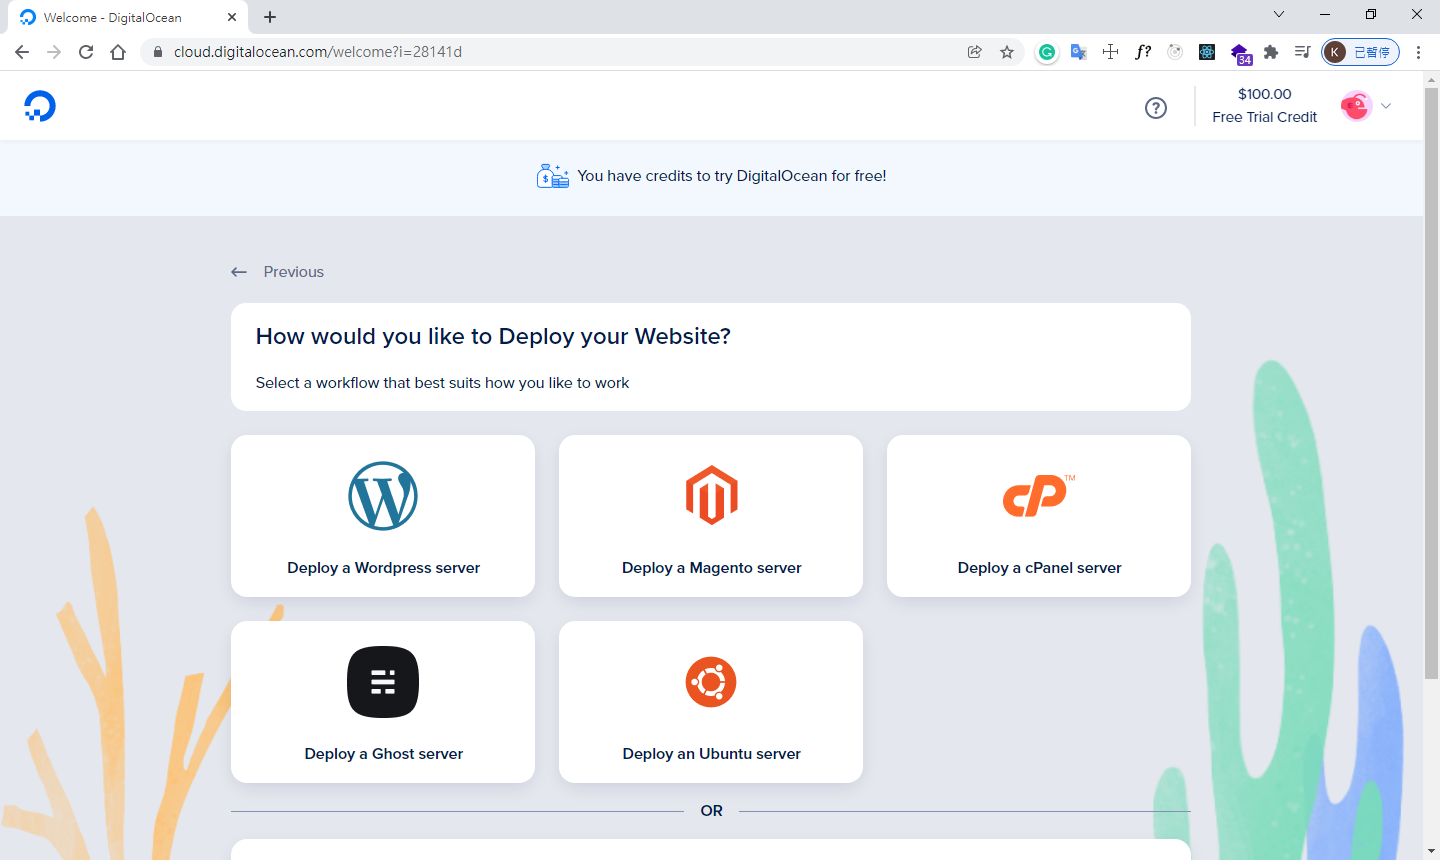 Welcome - DigitalOcean
cloud.digitalocean.com/welcome?i=28141d
f?
34
K 已暫停
$100.00
Free Trial Credit
You have credits to try DigitalOcean for free!
Previous
How would you like to Deploy your Website?
Select a workflow that best suits how you like to work
Deploy a Wordpress server
cP™
Deploy a Magento server
Deploy a cPanel server
Deploy a Ghost server
Deploy an Ubuntu server
OR